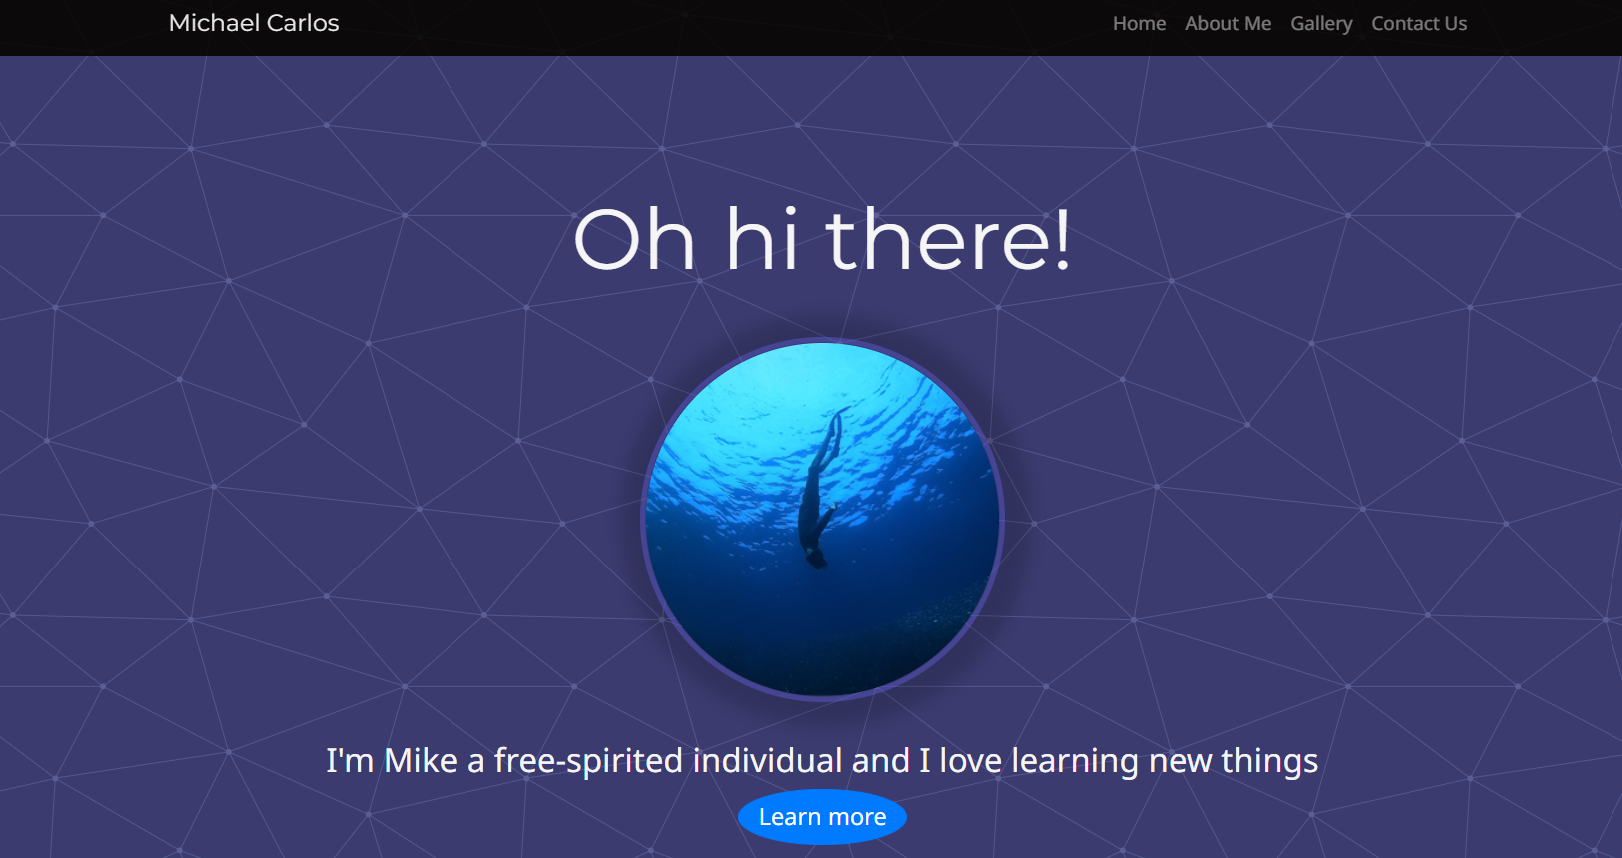 Michael Carlos
Home About Me Gallery Contact Us
Oh hi there!
I'm Mike a free-spirited individual and I love learning new things
Learn more